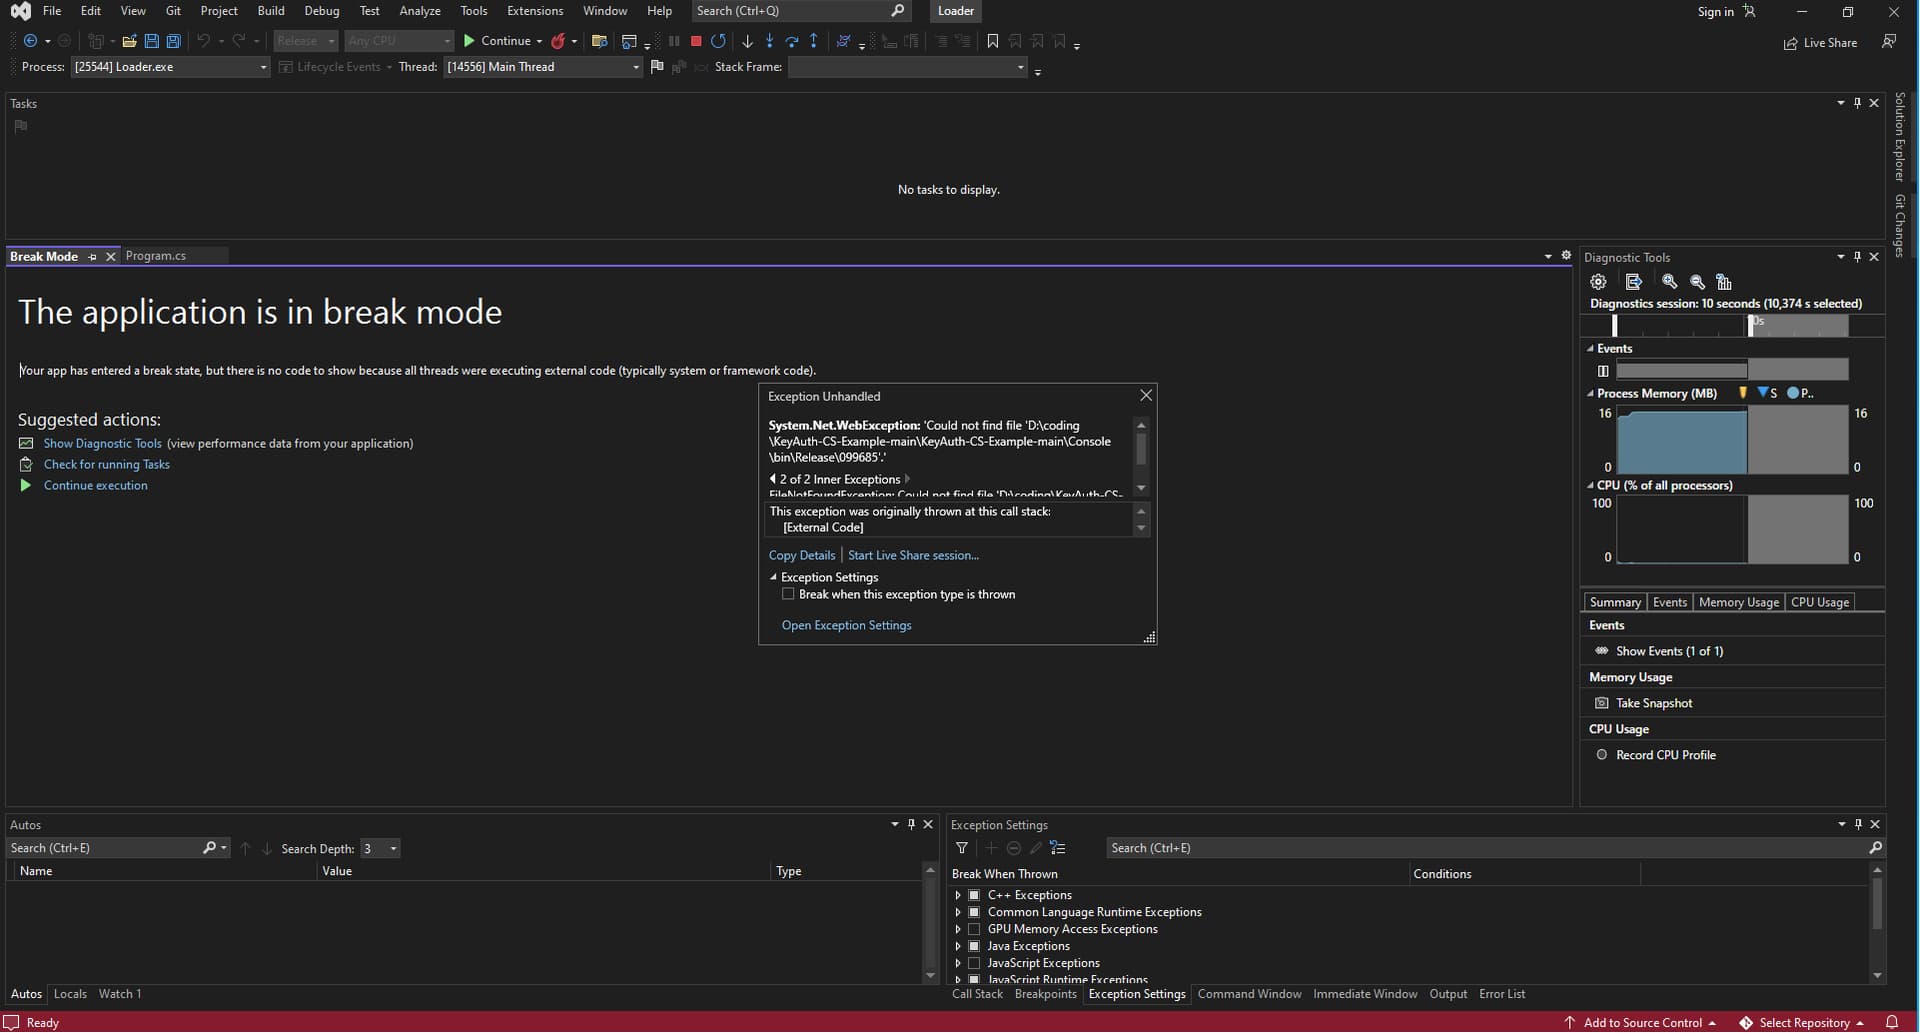 File Edit View Git Project Build Debug Test Analyze Tools Extensions Window Help Search (Ctrl+Q) Loader Sign in
Release Any CPU Continue Live Share
Process: [25544] Loader.exe Lifecycle Events Thread: [14556] Main Thread Stack Frame:
Tasks
No tasks to display.
Solution Explorer
Git Changes
Break Mode Program.cs
The application is in break mode
Your app has entered a break state, but there is no code to show because all threads were executing external code (typically system or framework code).
Suggested actions:
Show Diagnostic Tools (view performance data from your application)
Check for running Tasks
Continue execution
Exception Unhandled
System.Net.WebException: 'Could not find file 'D:\coding
\KeyAuth-CS-Example-main\KeyAuth-CS-Example-main\Console
\bin\Release\099685'.'
2 of 2 Inner Exceptions
FileNotFoundException: Could not find file 'D:\coding\KeyAuth-CS-
This exception was originally thrown at this call stack:
[External Code]
Copy Details Start Live Share session...
Exception Settings
Break when this exception type is thrown
Open Exception Settings
Diagnostic Tools
Diagnostics session: 10 seconds (10,374 s selected)
0s
Events
Process Memory (MB) S P..
16 16
0 0
CPU (% of all processors)
100 100
0 0
Summary Events Memory Usage CPU Usage
Events
Show Events (1 of 1)
Memory Usage
Take Snapshot
CPU Usage
Record CPU Profile
Autos
Search (Ctrl+E) Search Depth: 3
Name Value Type
Autos Locals Watch 1
Exception Settings
Search (Ctrl+E)
Break When Thrown Conditions
C++ Exceptions
Common Language Runtime Exceptions
GPU Memory Access Exceptions
Java Exceptions
JavaScript Exceptions
JavaScript Runtime Exceptions
Call Stack Breakpoints Exception Settings Command Window Immediate Window Output Error List
Ready Add to Source Control Select Repository